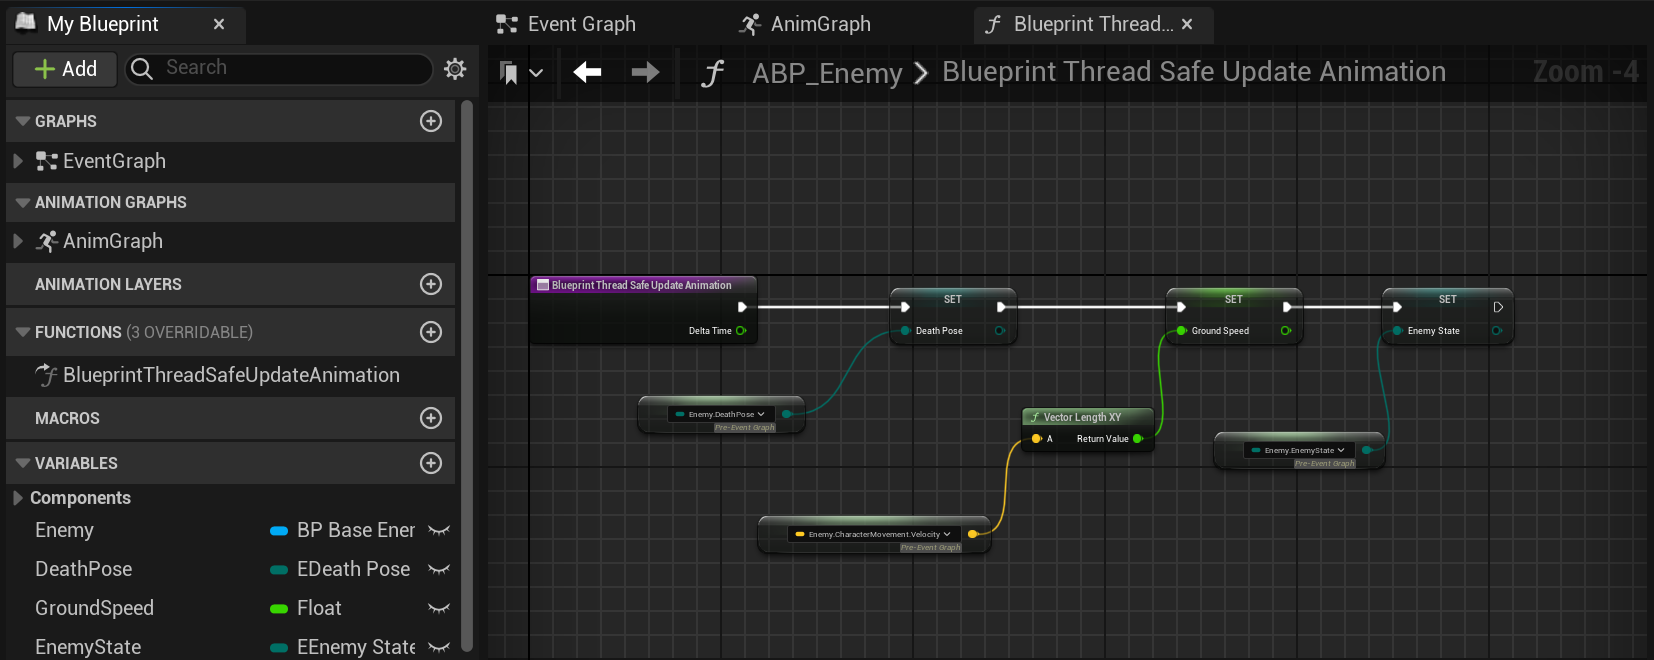 My Blueprint
Add
Search
GRAPHS
EventGraph
ANIMATION GRAPHS
AnimGraph
ANIMATION LAYERS
FUNCTIONS (3 OVERRIDABLE)
BlueprintThreadSafeUpdateAnimation
MACROS
VARIABLES
Components
Enemy BP Base Ener
DeathPose EDeath Pose
GroundSpeed Float
EnemyState EEnemy State
Event Graph
AnimGraph
Blueprint Thread...
ABP_Enemy > Blueprint Thread Safe Update Animation
Zoom -4
Blueprint Thread Safe Update Animation
Delta Time
SET
Death Pose
SET
Ground Speed
SET
Enemy State
Enemy.DeathPose
Pre-Event Graph
Vector Length XY
A Return Value
Enemy.EnemyState
Pre-Event Graph
Enemy.CharacterMovement.Velocity
Pre-Event Graph